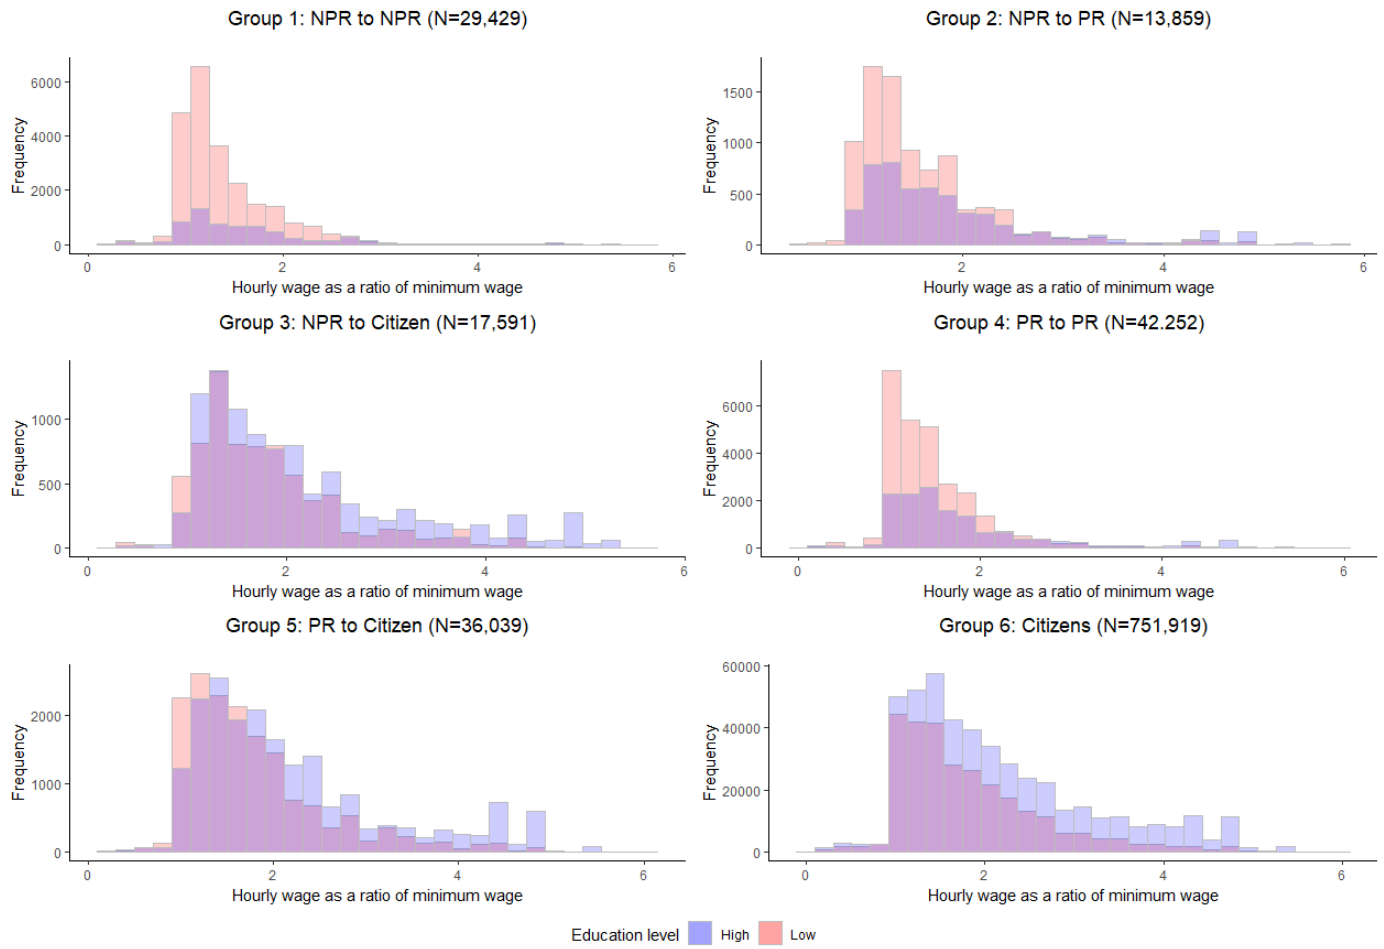 Group 1: NPR to NPR (N=29,429)
Frequency
6000
4000
2000
0
0 2 4 6
Hourly wage as a ratio of minimum wage
Group 2: NPR to PR (N=13,859)
Frequency
1500
1000
500
0
2 4 6
Hourly wage as a ratio of minimum wage
Group 3: NPR to Citizen (N=17,591)
Frequency
1000
500
0
0 2 4 6
Hourly wage as a ratio of minimum wage
Group 4: PR to PR (N=42.252)
Frequency
6000
4000
2000
0
0 2 4 6
Hourly wage as a ratio of minimum wage
Group 5: PR to Citizen (N=36,039)
Frequency
2000
1000
0
0 2 4 6
Hourly wage as a ratio of minimum wage
Group 6: Citizens (N=751,919)
Frequency
60000
40000
20000
0
0 2 4 6
Hourly wage as a ratio of minimum wage
Education level High Low